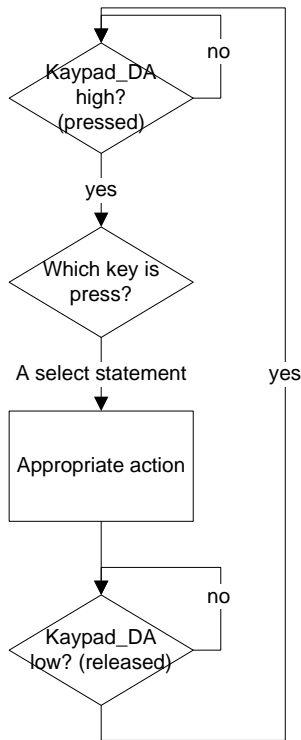 Kaypad_DA
high?
(pressed)
no
yes
Which key is
press?
A select statement
yes
Appropriate action
no
Kaypad_DA
low? (released)